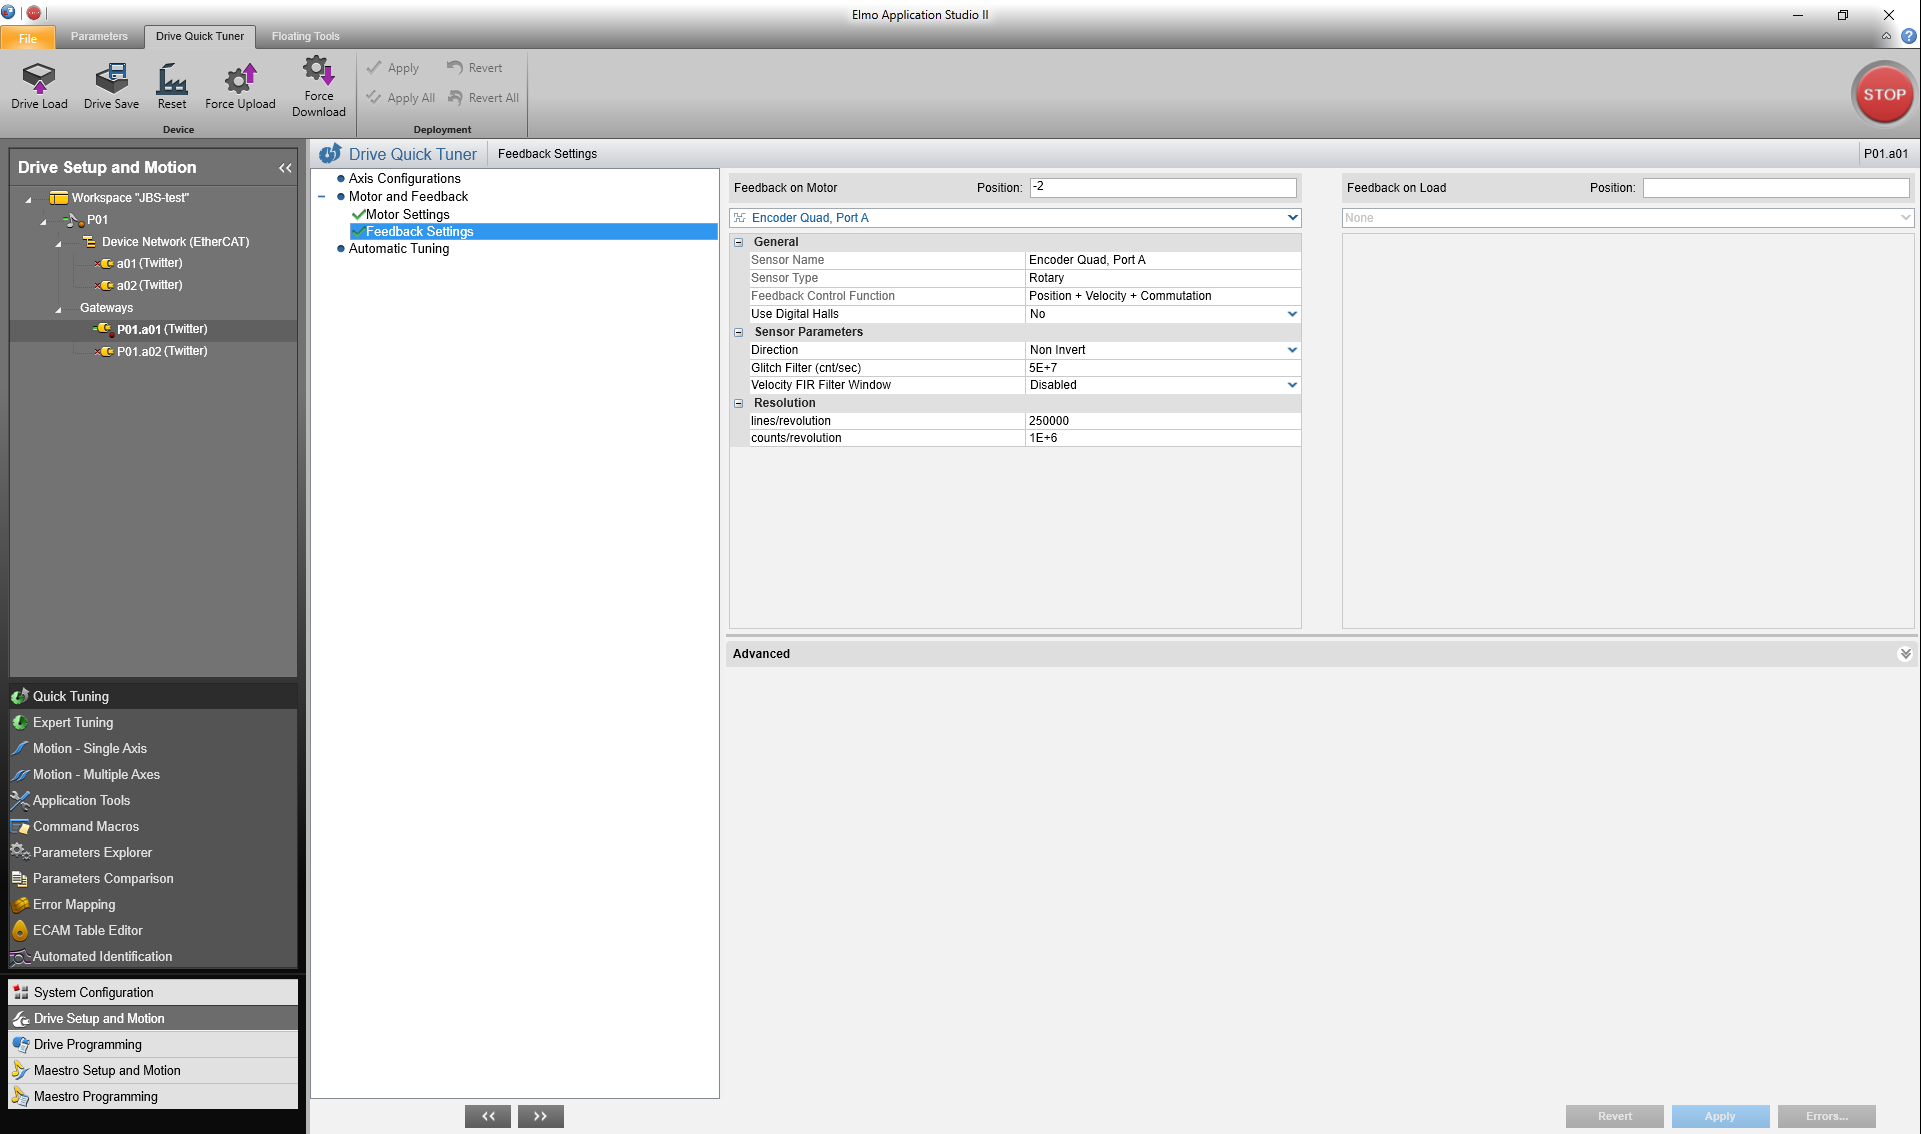 Elmo Application Studio II
File
Parameters
Drive Quick Tuner
Floating Tools
Drive Load
Drive Save
Reset
Force Upload
Force
Download
Device
Apply
Revert
Apply All
Revert All
Deployment
STOP
Drive Setup and Motion
Workspace "JBS-test"
P01
Device Network (EtherCAT)
a01 (Twitter)
a02 (Twitter)
Gateways
P01.a01 (Twitter)
P01.a02 (Twitter)
Quick Tuning
Expert Tuning
Motion - Single Axis
Motion - Multiple Axes
Application Tools
Command Macros
Parameters Explorer
Parameters Comparison
Error Mapping
ECAM Table Editor
Automated Identification
System Configuration
Drive Setup and Motion
Drive Programming
Maestro Setup and Motion
Maestro Programming
Drive Quick Tuner
Feedback Settings
P01.a01
Axis Configurations
Motor and Feedback
Motor Settings
Feedback Settings
Automatic Tuning
Feedback on Motor Position: -2
Encoder Quad, Port A
General
Sensor Name Encoder Quad, Port A
Sensor Type Rotary
Feedback Control Function Position + Velocity + Commutation
Use Digital Halls No
Sensor Parameters
Direction Non Invert
Glitch Filter (cnt/sec) 5E+7
Velocity FIR Filter Window Disabled
Resolution
lines/revolution 250000
counts/revolution 1E+6
Feedback on Load Position:
None
Advanced
Revert
Apply
Errors...